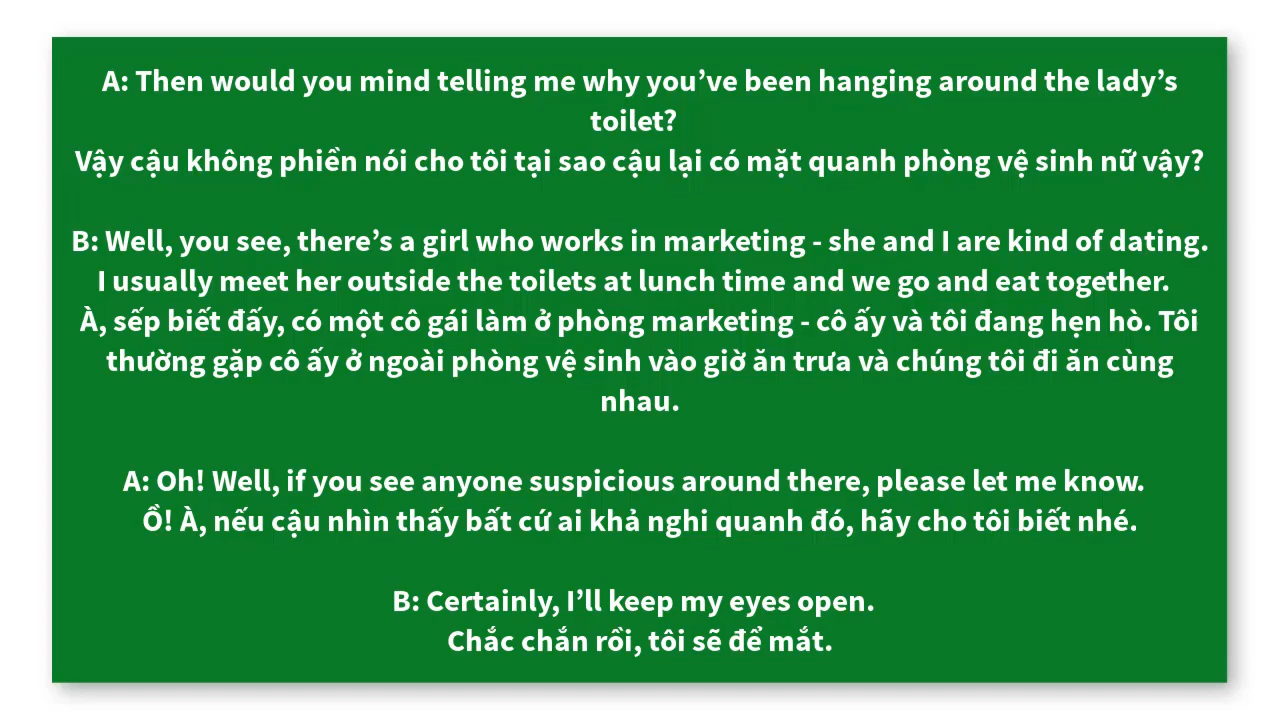 A: Then would you mind telling me why you’ve been hanging around the lady’s
toilet?
Vậy cậu không phiền nói cho tôi tại sao cậu lại có mặt quanh phòng vệ sinh nữ vậy?
B: Well, you see, there’s a girl who works in marketing - she and I are kind of dating.
I usually meet her outside the toilets at lunch time and we go and eat together.
À, sếp biết đấy, có một cô gái làm ở phòng marketing - cô ấy và tôi đang hẹn hò. Tôi
thường gặp cô ấy ở ngoài phòng vệ sinh vào giờ ăn trưa và chúng tôi đi ăn cùng
nhau.
A: Oh! Well, if you see anyone suspicious around there, please let me know.
Ồ! À, nếu cậu nhìn thấy bất cứ ai khả nghi quanh đó, hãy cho tôi biết nhé.
B: Certainly, I’ll keep my eyes open.
Chắc chắn rồi, tôi sẽ để mắt.